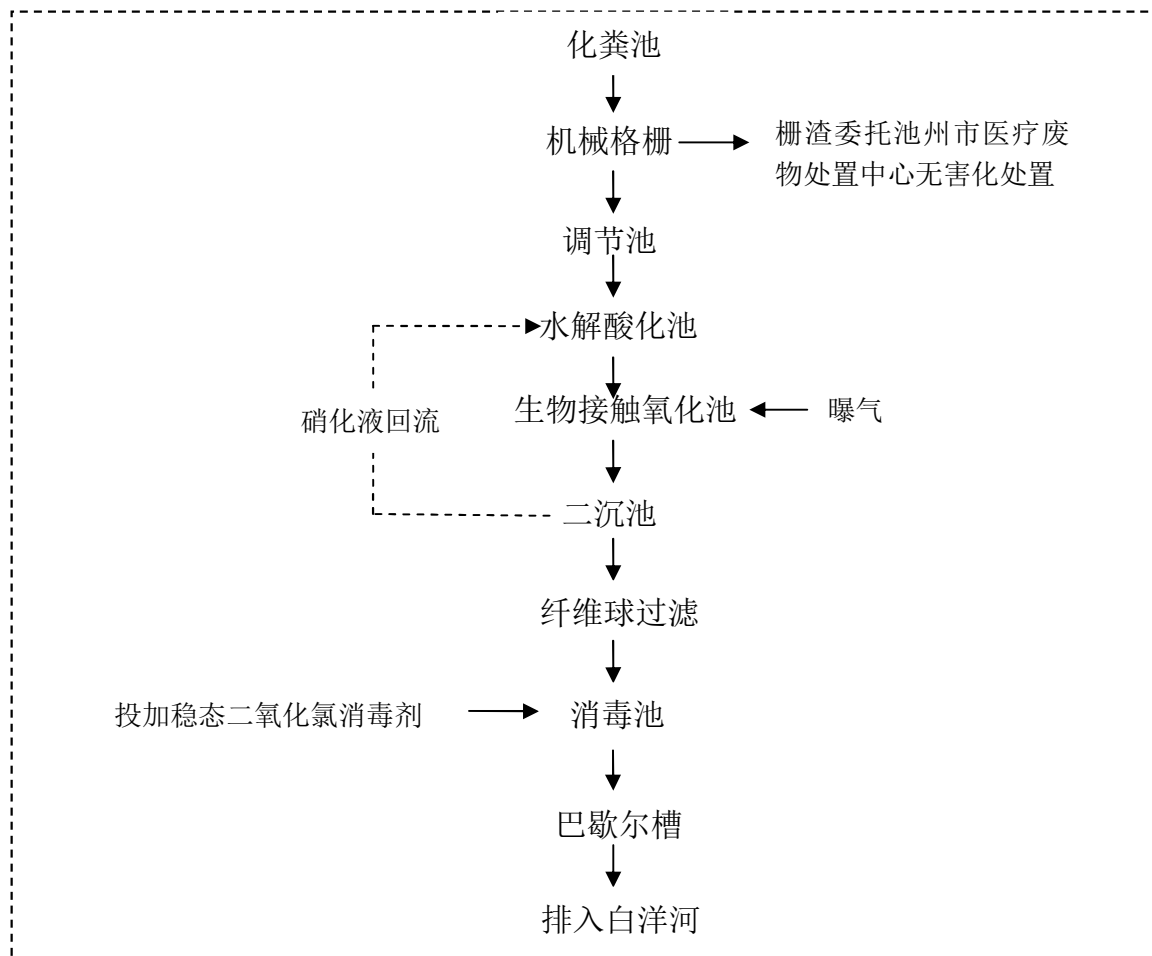 化粪池
机械格栅
栅渣委托池州市医疗废
物处置中心无害化处置
调节池
水解酸化池
生物接触氧化池
曝气
硝化液回流
二沉池
纤维球过滤
投加稳态二氧化氯消毒剂
消毒池
巴歇尔槽
排入白洋河